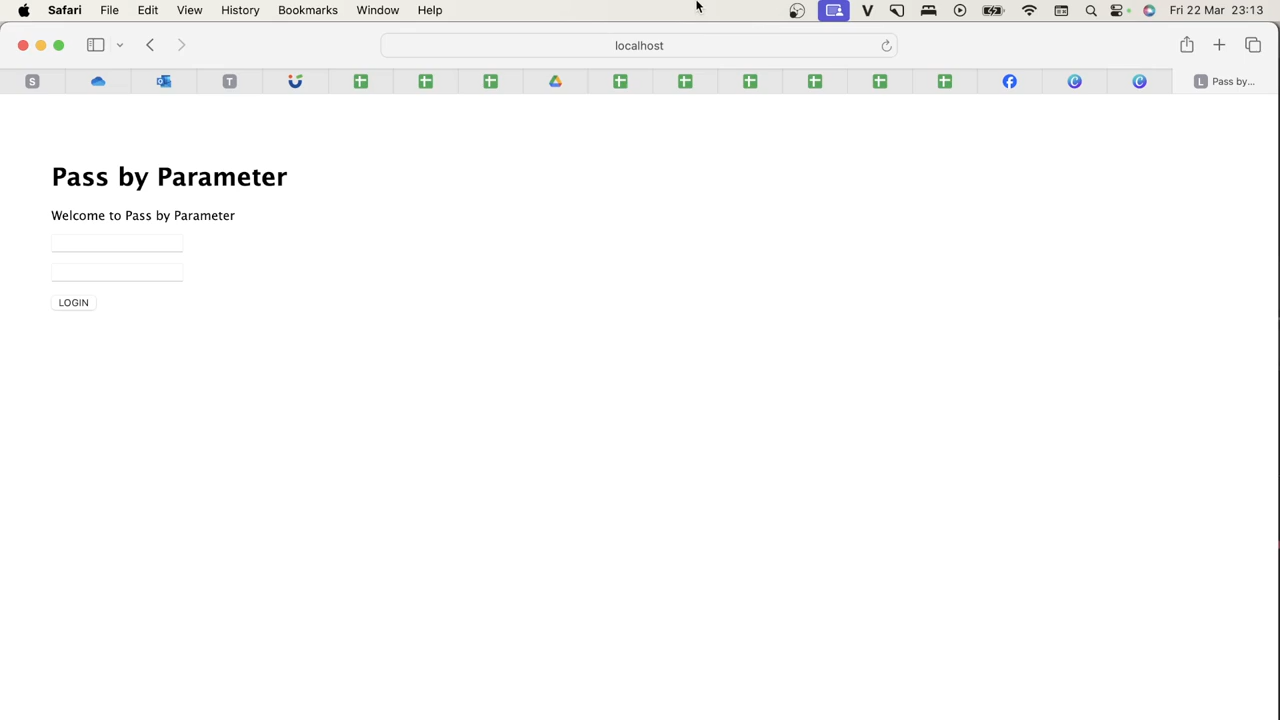 Safari File Edit View History Bookmarks Window Help Fri 22 Mar 23:13
localhost
S T L Pass by...
Pass by Parameter
Welcome to Pass by Parameter
LOGIN